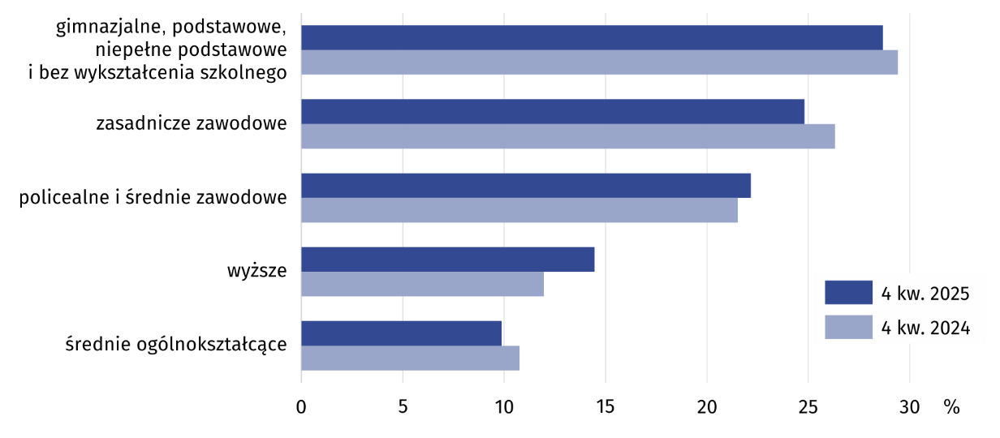 gimnazjalne, podstawowe,
niepełne podstawowe
i bez wykształcenia szkolnego
zasadnicze zawodowe
policealne i średnie zawodowe
wyższe
średnie ogólnokształcące
4 kw. 2025
4 kw. 2024
0 5 10 15 20 25 30 %